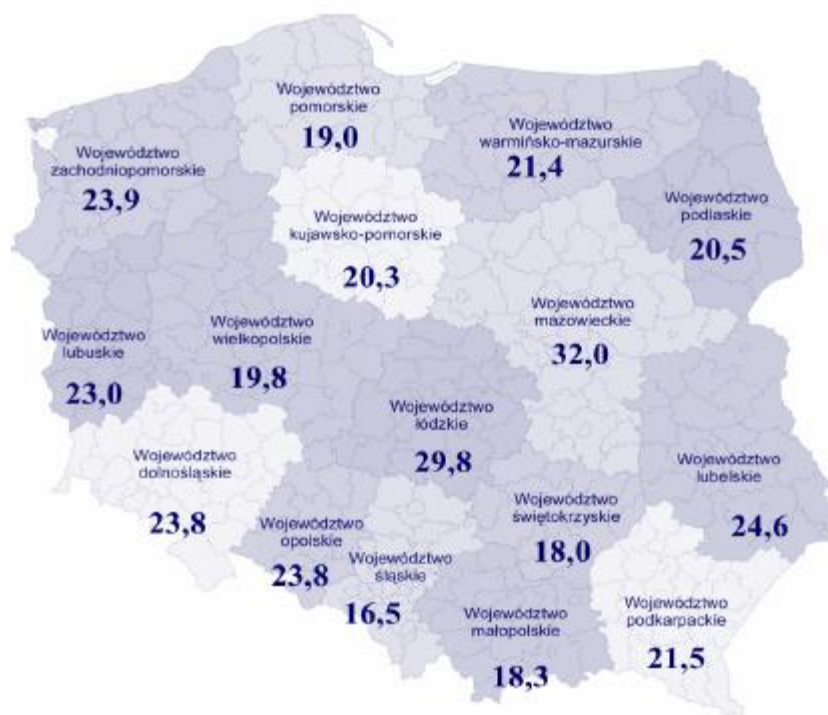 Województwo
pomorskie
19,0
Województwo
warmińsko-mazurskie
21,4
Województwo
zachodniopomorskie
23,9
Województwo
podlaskie
20,5
Województwo
kujawsko-pomorskie
20,3
Województwo
mazowieckie
32,0
Województwo
lubuskie
23,0
Województwo
wielkopolskie
19,8
Województwo
łódzkie
29,8
Województwo
dolnośląskie
23,8
Województwo
lubelskie
24,6
Województwo
opolskie
23,8
Województwo
śląskie
16,5
Województwo
świętokrzyskie
18,0
Województwo
małopolskie
18,3
Województwo
podkarpackie
21,5